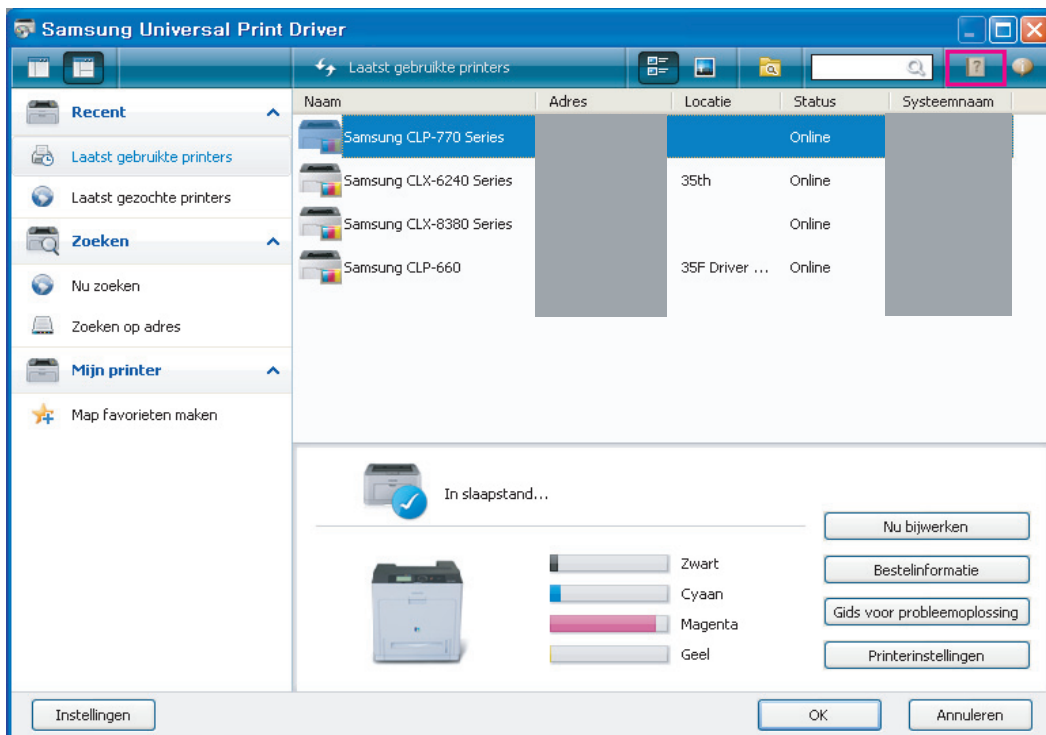 Samsung Universal Print Driver
Laatst gebruikte printers
Recent
Laatst gebruikte printers
Laatst gezochte printers
Zoeken
Nu zoeken
Zoeken op adres
Mijn printer
Map favorieten maken
Naam Adres Locatie Status Systeemnaam
Samsung CLP-770 Series Online
Samsung CLX-6240 Series 35th Online
Samsung CLX-8380 Series Online
Samsung CLP-660 35F Driver ... Online
In slaapstand...
Zwart
Cyaan
Magenta
Geel
Nu bijwerken
Bestelinformatie
Gids voor probleemoplossing
Printerinstellingen
Instellingen
OK
Annuleren